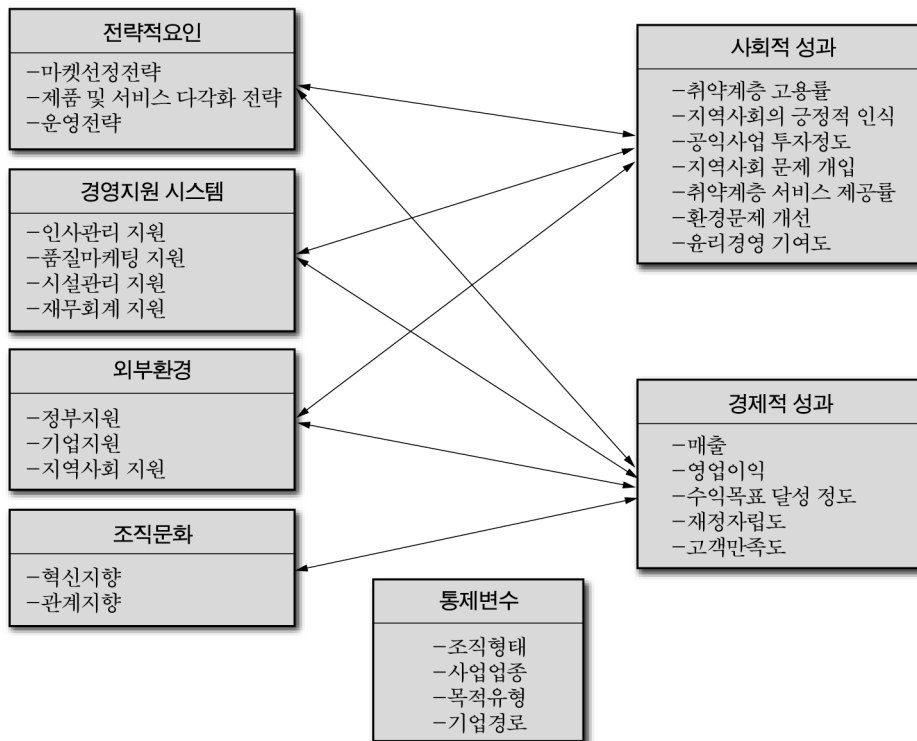 전략적요인
-마켓선정전략
-제품 및 서비스 다각화 전략
-운영전략
경영지원 시스템
-인사관리 지원
-품질마케팅 지원
-시설관리 지원
-재무회계 지원
외부환경
-정부지원
-기업지원
-지역사회 지원
조직문화
-혁신지향
-관계지향
사회적 성과
-취약계층 고용률
-지역사회의 긍정적 인식
-공익사업 투자정도
-지역사회 문제 개입
-취약계층 서비스 제공률
-환경문제 개선
-윤리경영 기여도
경제적 성과
-매출
-영업이익
-수익목표 달성 정도
-재정자립도
-고객만족도
통제변수
-조직형태
-사업업종
-목적유형
-기업경로